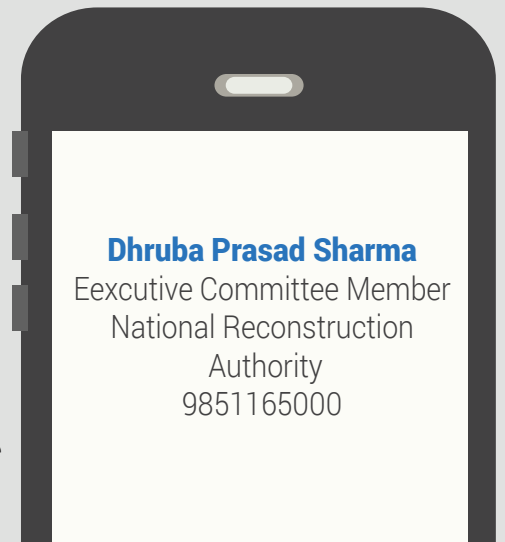 Dhruba Prasad Sharma
Eexcutive Committee Member
National Reconstruction
Authority
9851165000